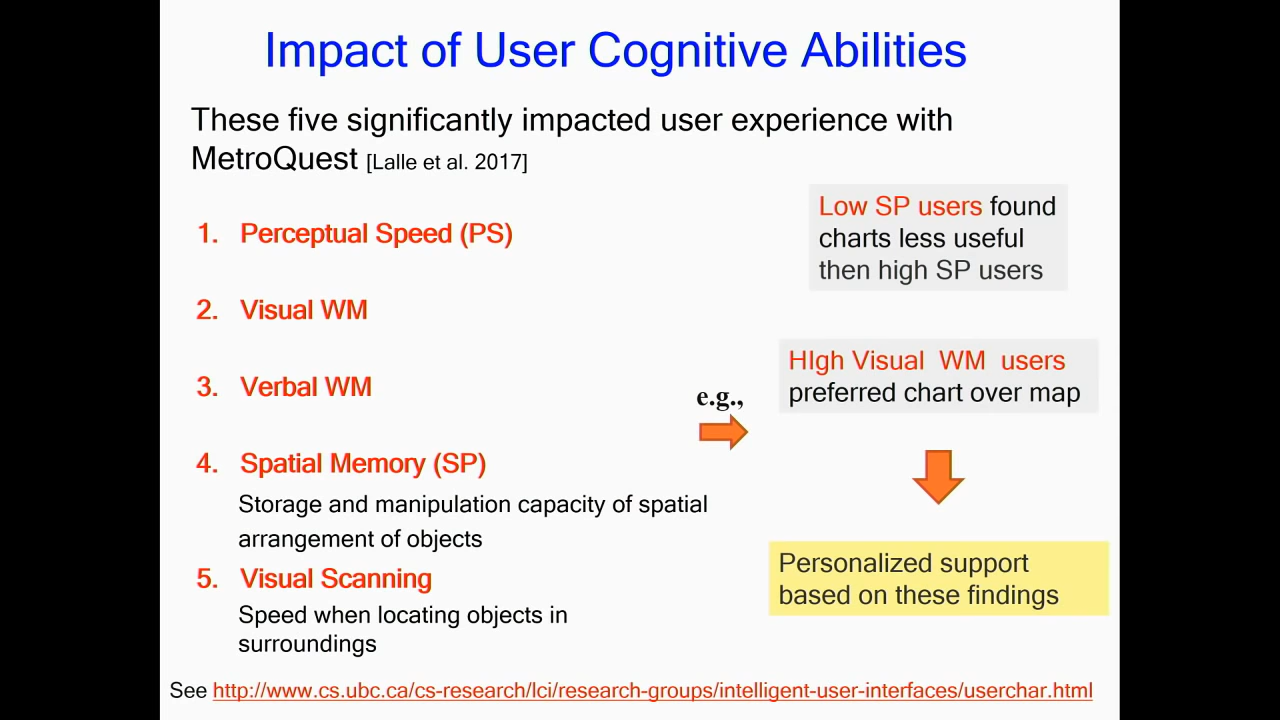 Impact of User Cognitive Abilities
These five significantly impacted user experience with
MetroQuest [Lalle et al. 2017]
1. Perceptual Speed (PS)
2. Visual WM
3. Verbal WM
4. Spatial Memory (SP)
Storage and manipulation capacity of spatial
arrangement of objects
5. Visual Scanning
Speed when locating objects in
surroundings
e.g.,
Low SP users found
charts less useful
then high SP users
HIgh Visual WM users
preferred chart over map
Personalized support
based on these findings
See http://www.cs.ubc.ca/cs-research/lci/research-groups/intelligent-user-interfaces/userchar.html